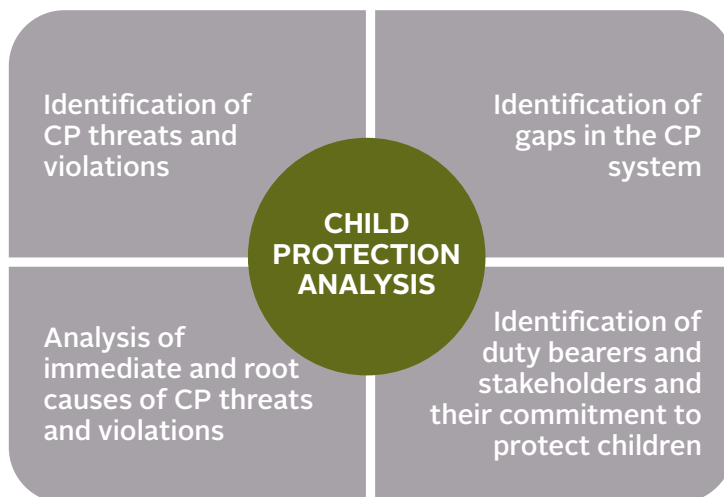 Identification of
CP threats and
violations
Identification of
gaps in the CP
system
CHILD
PROTECTION
ANALYSIS
Analysis of
immediate and root
causes of CP threats
and violations
Identification of
duty bearers and
stakeholders and
their commitment to
protect children